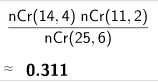 nCr(14, 4) nCr(11, 2)
nCr(25, 6)
≈ 0.311